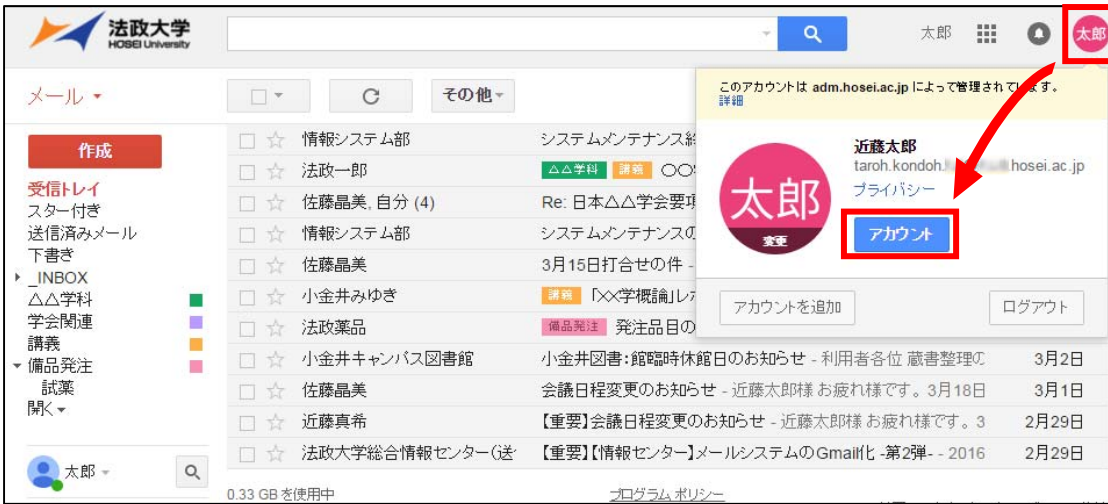 法政大学
HOSEI University
太郎
太郎
メール
その他
このアカウントは adm.hosei.ac.jp によって管理されています。
詳細
近藤太郎
taroh.kondoh. hosei.ac.jp
プライバシー
太郎
変更
アカウント
アカウントを追加
ログアウト
作成
受信トレイ
スター付き
送信済みメール
下書き
_INBOX
△△学科
学会関連
講義
備品発注
試薬
開く
太郎
情報システム部 システムメンテナンス
法政一郎 △△学科 講義 〇〇
佐藤晶美, 自分 (4) Re: 日本△△学会要項
情報システム部 システムメンテナンスの
佐藤晶美 3月15日打合せの件 -
小金井みゆき 講義 「××学概論」レポ
法政薬品 備品発注 発注品目の
小金井キャンパス図書館 小金井図書:館臨時休館日のお知らせ - 利用者各位 蔵書整理の 3月2日
佐藤晶美 会議日程変更のお知らせ - 近藤太郎様 お疲れ様です。3月18日 3月1日
近藤真希 【重要】会議日程変更のお知らせ - 近藤太郎様 お疲れ様です。3 2月29日
法政大学総合情報センター(送 【重要】【情報センター】メールシステムのGmail化 -第2弾- - 2016 2月29日
0.33 GB を使用中
プログラム ポリシー